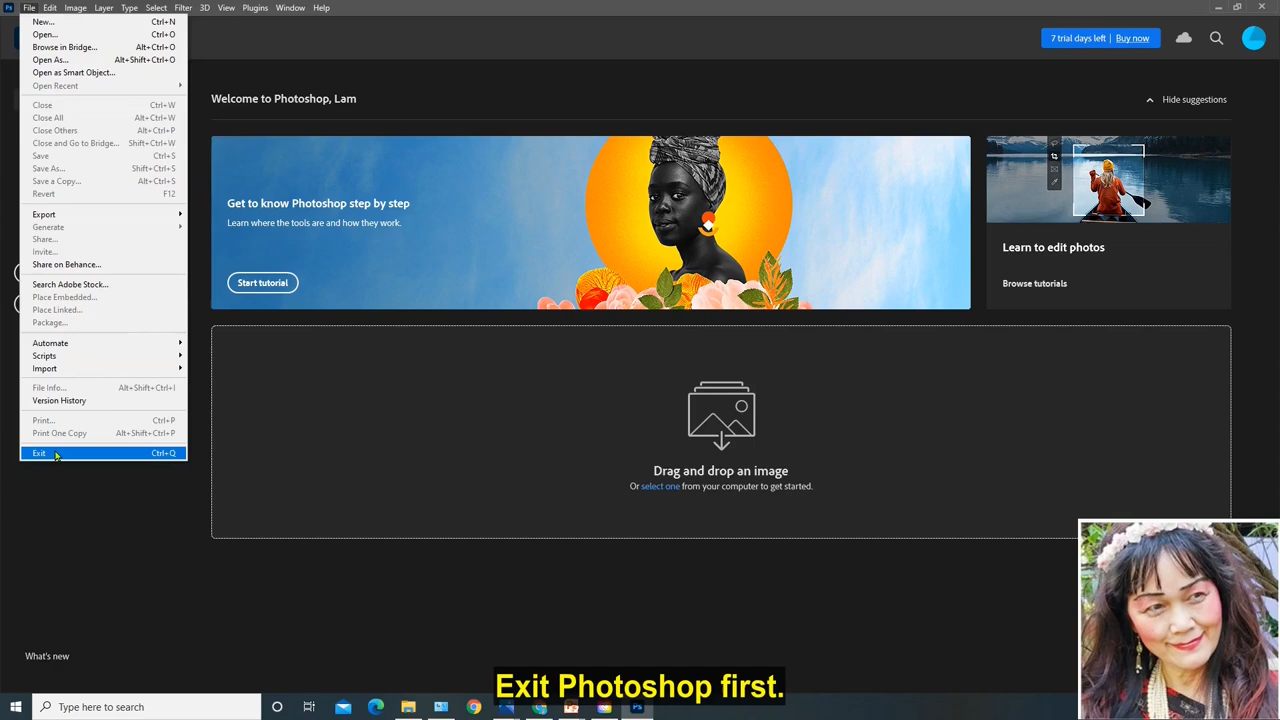 Ps File Edit Image Layer Type Select Filter 3D View Plugins Window Help
New... Ctrl+N
Open... Ctrl+O
Browse in Bridge... Alt+Ctrl+O
Open As... Alt+Shift+Ctrl+O
Open as Smart Object...
Open Recent
Close Ctrl+W
Close All Alt+Ctrl+W
Close Others Alt+Ctrl+P
Close and Go to Bridge... Shift+Ctrl+W
Save Ctrl+S
Save As... Shift+Ctrl+S
Save a Copy... Alt+Ctrl+S
Revert F12
Export
Generate
Share...
Invite...
Share on Behance...
Search Adobe Stock...
Place Embedded...
Place Linked...
Package...
Automate
Scripts
Import
File Info... Alt+Shift+Ctrl+I
Version History
Print... Ctrl+P
Print One Copy Alt+Shift+Ctrl+P
Exit Ctrl+Q
7 trial days left | Buy now
Welcome to Photoshop, Lam
Hide suggestions
Get to know Photoshop step by step
Learn where the tools are and how they work.
Start tutorial
Learn to edit photos
Browse tutorials
Drag and drop an image
Or select one from your computer to get started.
What's new
Exit Photoshop first.
Type here to search
Ps